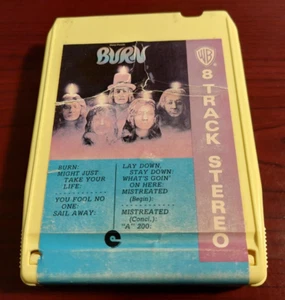 BURN
WB
8 TRACK STEREO
BURN:
MIGHT JUST
TAKE YOUR
LIFE:
YOU FOOL NO
ONE:
SAIL AWAY:
LAY DOWN,
STAY DOWN:
WHAT'S GOIN'
ON HERE:
MISTREATED
(Begin):
MISTREATED
(Concl.):
"A" 200: